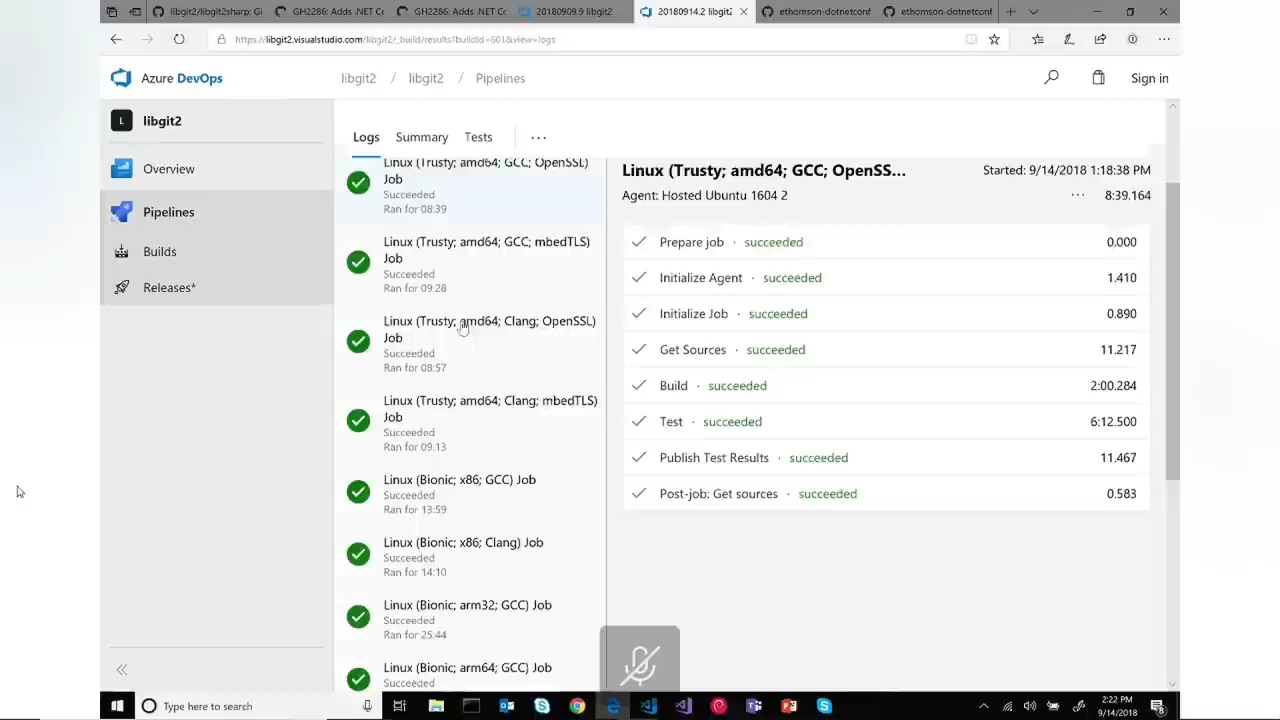 libgit2/libgit2sharp: Gi
GH2286: Adds .NET Co
GH2286: Adds .NET Co
20180909.9 libgit2
20180914.2 libgit2
ethomson-dotnetconf
ethomson-dotnetconf
https://libgit2.visualstudio.com/libgit2/_build/results?buildId=601&view=logs
Azure DevOps
libgit2 / libgit2 / Pipelines
Sign in
L libgit2
Overview
Pipelines
Builds
Releases*
Logs Summary Tests ...
Linux (Trusty; amd64; GCC; OpenSSL)
Job
Succeeded
Ran for 08:39
Linux (Trusty; amd64; GCC; mbedTLS)
Job
Succeeded
Ran for 09:28
Linux (Trusty; amd64; Clang; OpenSSL)
Job
Succeeded
Ran for 08:57
Linux (Trusty; amd64; Clang; mbedTLS)
Job
Succeeded
Ran for 09:13
Linux (Bionic; x86; GCC) Job
Succeeded
Ran for 13:59
Linux (Bionic; x86; Clang) Job
Succeeded
Ran for 14:10
Linux (Bionic; arm32; GCC) Job
Succeeded
Ran for 25:44
Linux (Bionic; arm64; GCC) Job
Succeeded
Linux (Trusty; amd64; GCC; OpenSS...
Started: 9/14/2018 1:18:38 PM
Agent: Hosted Ubuntu 1604 2
... 8:39.164
Prepare job · succeeded 0.000
Initialize Agent · succeeded 1.410
Initialize Job · succeeded 0.890
Get Sources · succeeded 11.217
Build · succeeded 2:00.284
Test · succeeded 6:12.500
Publish Test Results · succeeded 11.467
Post-job: Get sources · succeeded 0.583
Type here to search
2:22 PM
9/14/2018
8